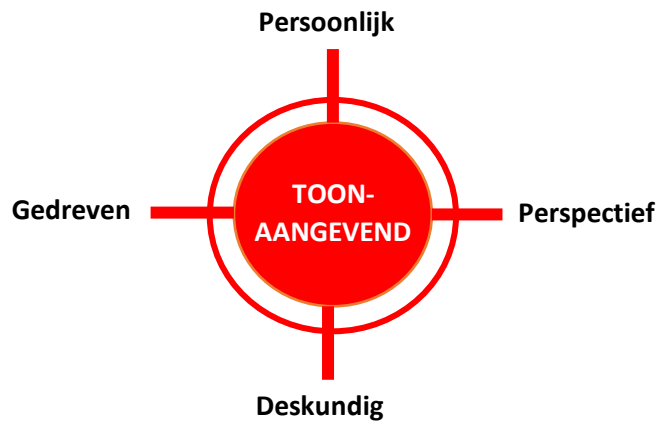 Persoonlijk
Gedreven
TOON-
AANGEVEND
Perspectief
Deskundig